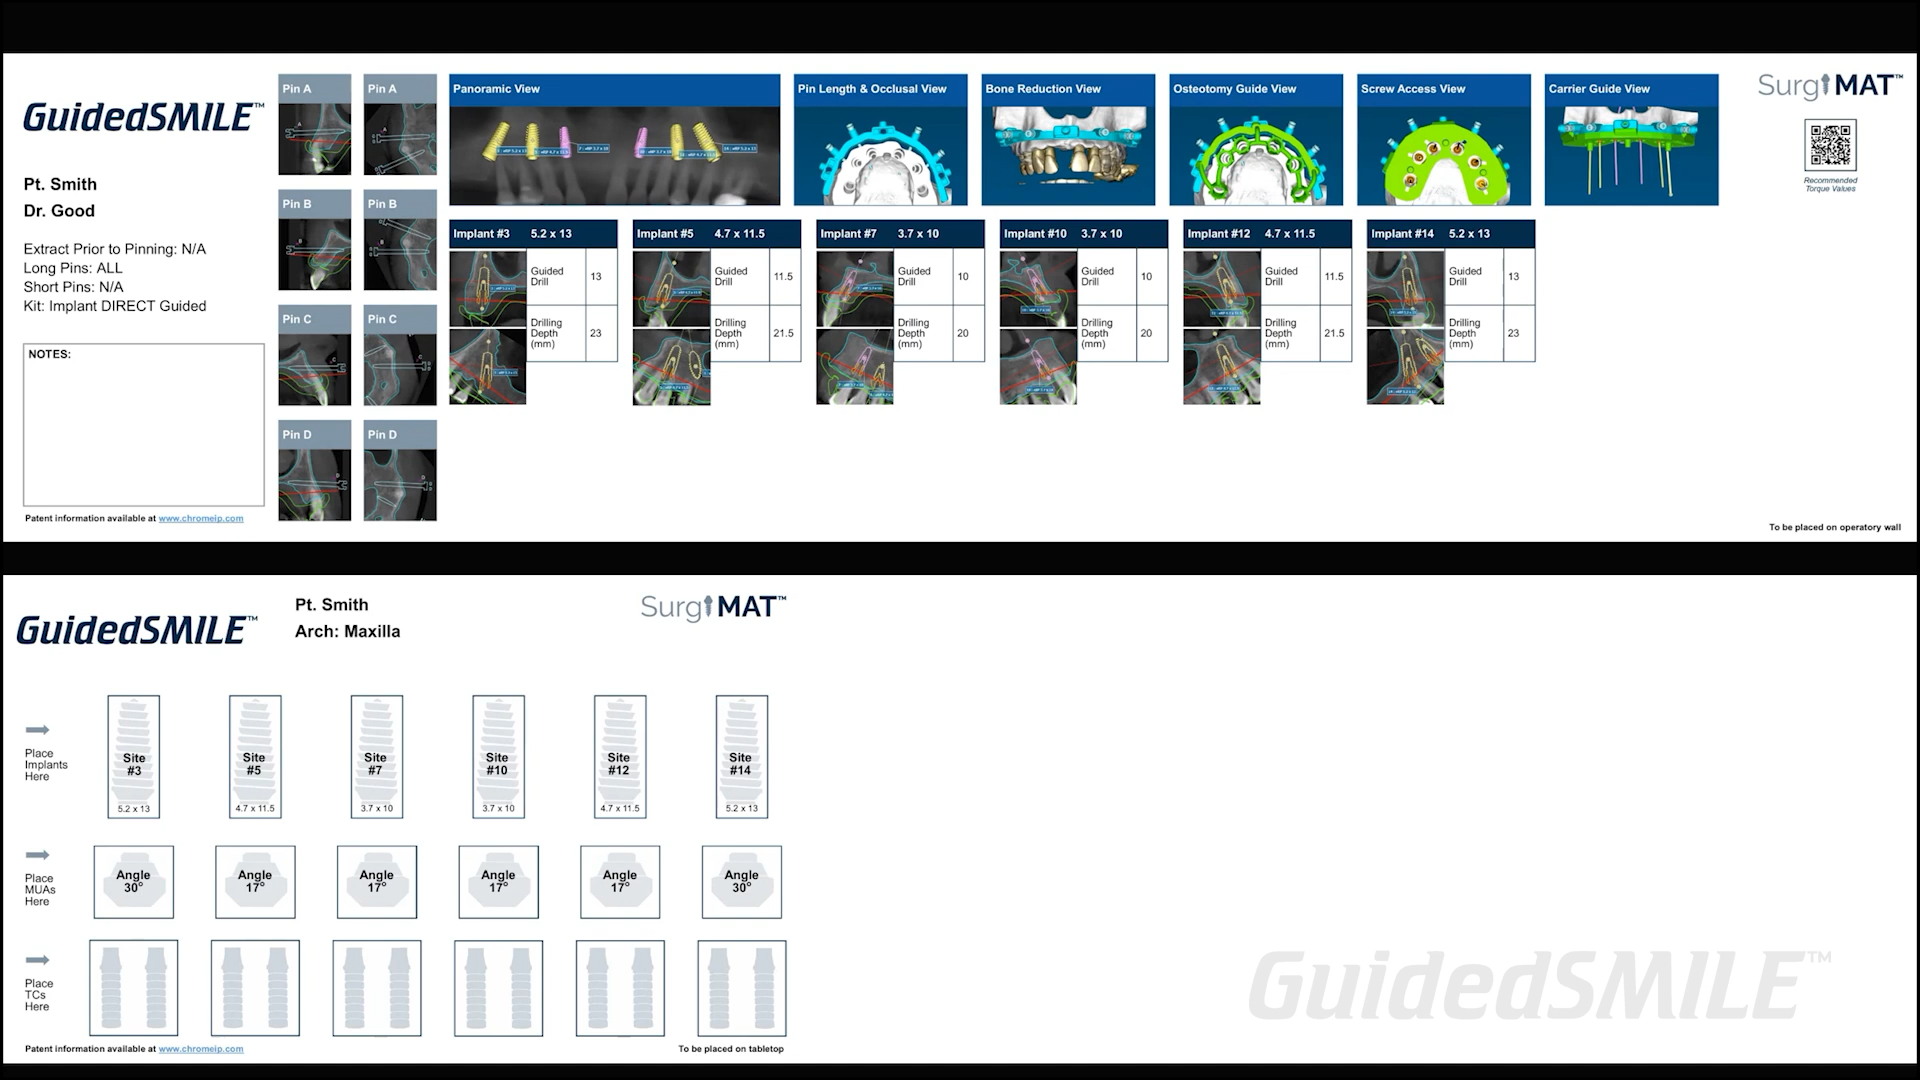 GuidedSMILE™
Pt. Smith
Dr. Good
Extract Prior to Pinning: N/A
Long Pins: ALL
Short Pins: N/A
Kit: Implant DIRECT Guided
NOTES:
Patent information available at www.chromeip.com
Pin A
Pin A
Pin B
Pin B
Pin C
Pin C
Pin D
Pin D
Panoramic View
Pin Length & Occlusal View
Bone Reduction View
Osteotomy Guide View
Screw Access View
Carrier Guide View
SurgiMAT™
Recommended
Torque Values
Implant #3 5.2 x 13
Guided
Drill
13
Drilling
Depth
(mm)
23
Implant #5 4.7 x 11.5
Guided
Drill
11.5
Drilling
Depth
(mm)
21.5
Implant #7 3.7 x 10
Guided
Drill
10
Drilling
Depth
(mm)
20
Implant #10 3.7 x 10
Guided
Drill
10
Drilling
Depth
(mm)
20
Implant #12 4.7 x 11.5
Guided
Drill
11.5
Drilling
Depth
(mm)
21.5
Implant #14 5.2 x 13
Guided
Drill
13
Drilling
Depth
(mm)
23
To be placed on operatory wall
GuidedSMILE™
Pt. Smith
Arch: Maxilla
SurgiMAT™
Place
Implants
Here
Site
#3
5.2 x 13
Site
#5
4.7 x 11.5
Site
#7
3.7 x 10
Site
#10
3.7 x 10
Site
#12
4.7 x 11.5
Site
#14
5.2 x 13
Place
MUAs
Here
Angle
30°
Angle
17°
Angle
17°
Angle
17°
Angle
17°
Angle
30°
Place
TCs
Here
Patent information available at www.chromeip.com
To be placed on tabletop
GuidedSMILE™